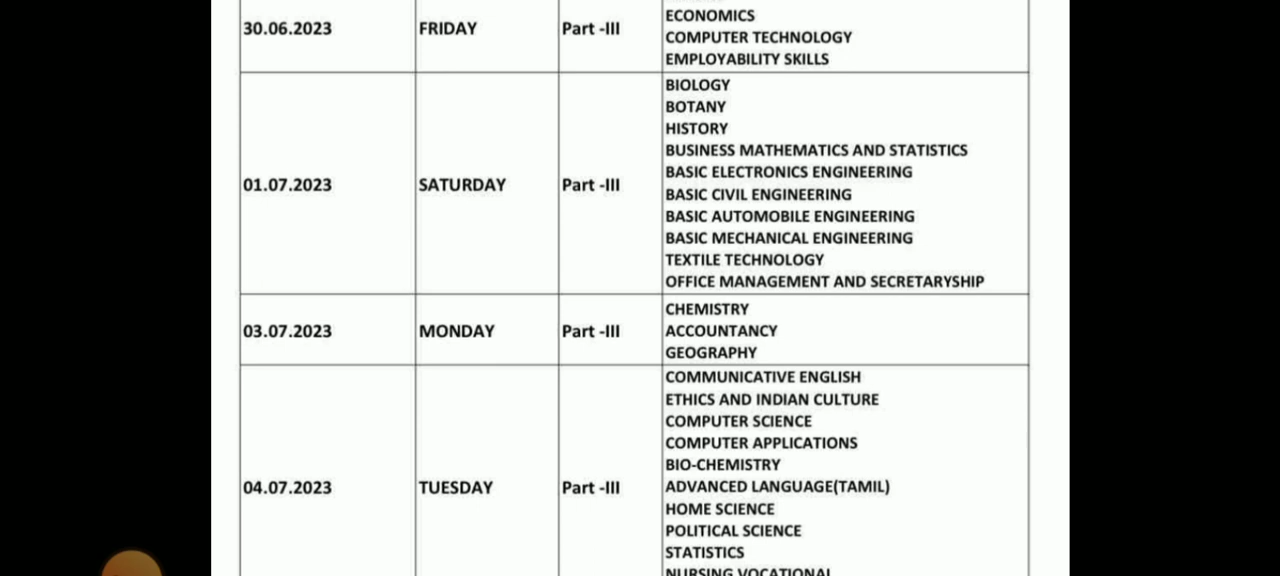 30.06.2023 FRIDAY Part -III ECONOMICS
COMPUTER TECHNOLOGY
EMPLOYABILITY SKILLS
01.07.2023 SATURDAY Part -III BIOLOGY
BOTANY
HISTORY
BUSINESS MATHEMATICS AND STATISTICS
BASIC ELECTRONICS ENGINEERING
BASIC CIVIL ENGINEERING
BASIC AUTOMOBILE ENGINEERING
BASIC MECHANICAL ENGINEERING
TEXTILE TECHNOLOGY
OFFICE MANAGEMENT AND SECRETARYSHIP
03.07.2023 MONDAY Part -III CHEMISTRY
ACCOUNTANCY
GEOGRAPHY
04.07.2023 TUESDAY Part -III COMMUNICATIVE ENGLISH
ETHICS AND INDIAN CULTURE
COMPUTER SCIENCE
COMPUTER APPLICATIONS
BIO-CHEMISTRY
ADVANCED LANGUAGE(TAMIL)
HOME SCIENCE
POLITICAL SCIENCE
STATISTICS
NURSING VOCATIONAL